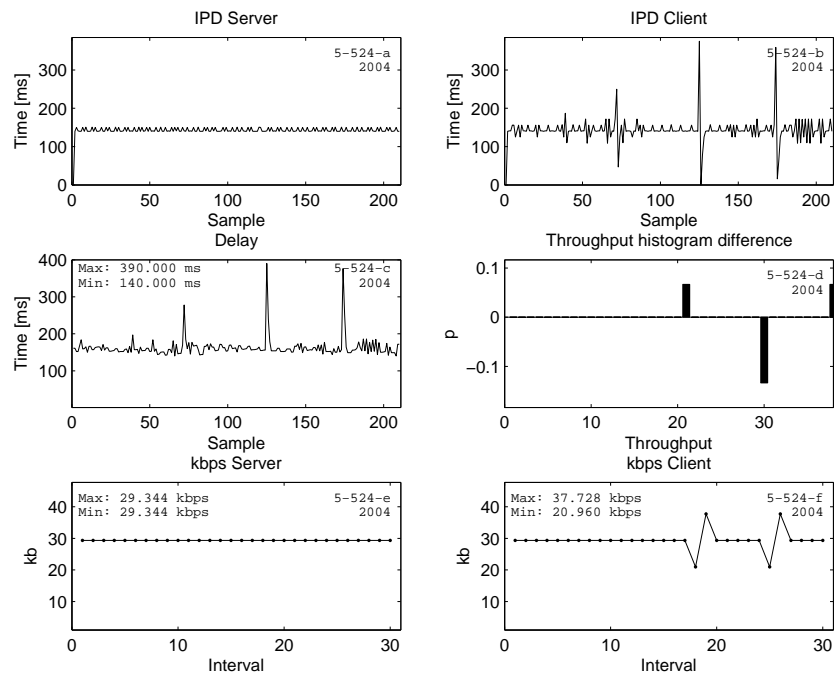 IPD Server
5-524-a
2004
Time [ms]
300
200
100
0
0
50
100
150
200
Sample
IPD Client
5-524-b
2004
Time [ms]
300
200
100
0
0
50
100
150
200
Sample
Delay
Max: 390.000 ms
Min: 140.000 ms
5-524-c
2004
Time [ms]
400
300
200
100
0
50
100
150
200
Sample
Throughput histogram difference
5-524-d
2004
p
0.1
0
−0.1
0
10
20
30
Throughput
kbps Server
Max: 29.344 kbps
Min: 29.344 kbps
5-524-e
2004
kb
40
30
20
10
0
10
20
30
Interval
kbps Client
Max: 37.728 kbps
Min: 20.960 kbps
5-524-f
2004
kb
40
30
20
10
0
10
20
30
Interval